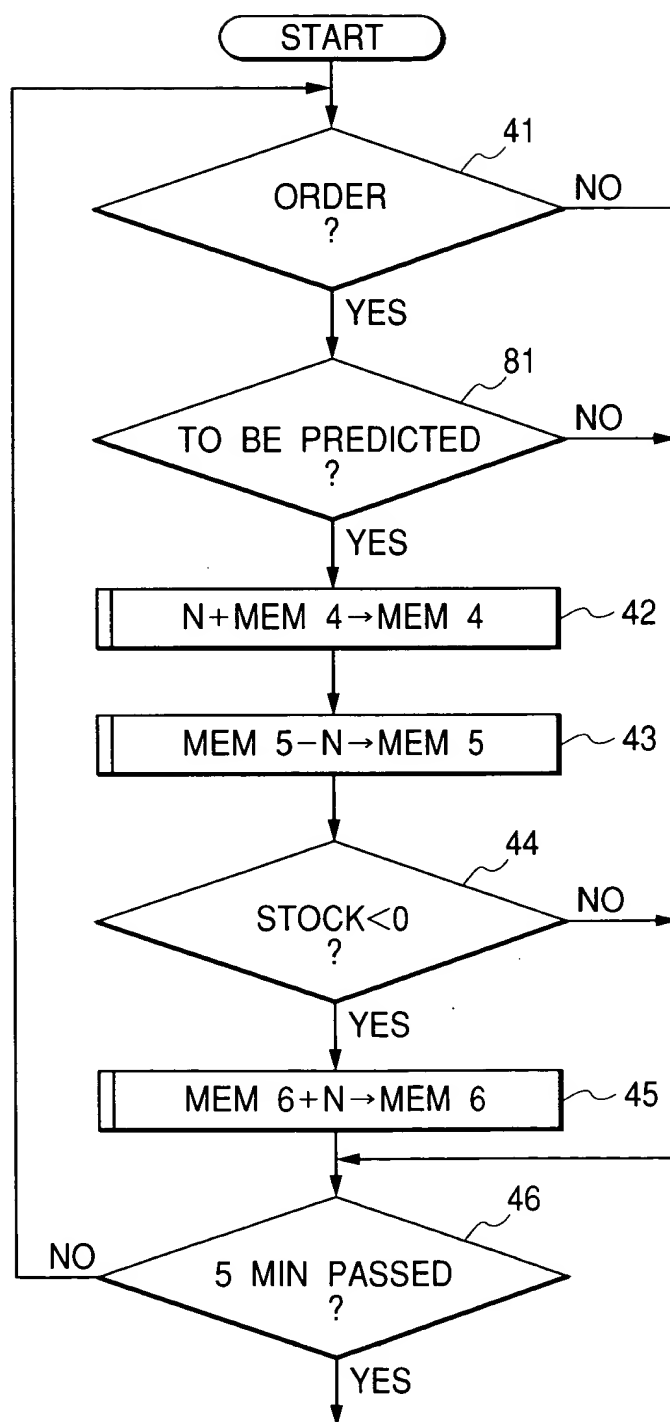 START
41
ORDER
?
NO
YES
81
TO BE PREDICTED
?
NO
YES
N+MEM 4→MEM 4
42
MEM 5−N→MEM 5
43
44
STOCK<0
?
NO
YES
MEM 6+N→MEM 6
45
46
NO
5 MIN PASSED
?
YES